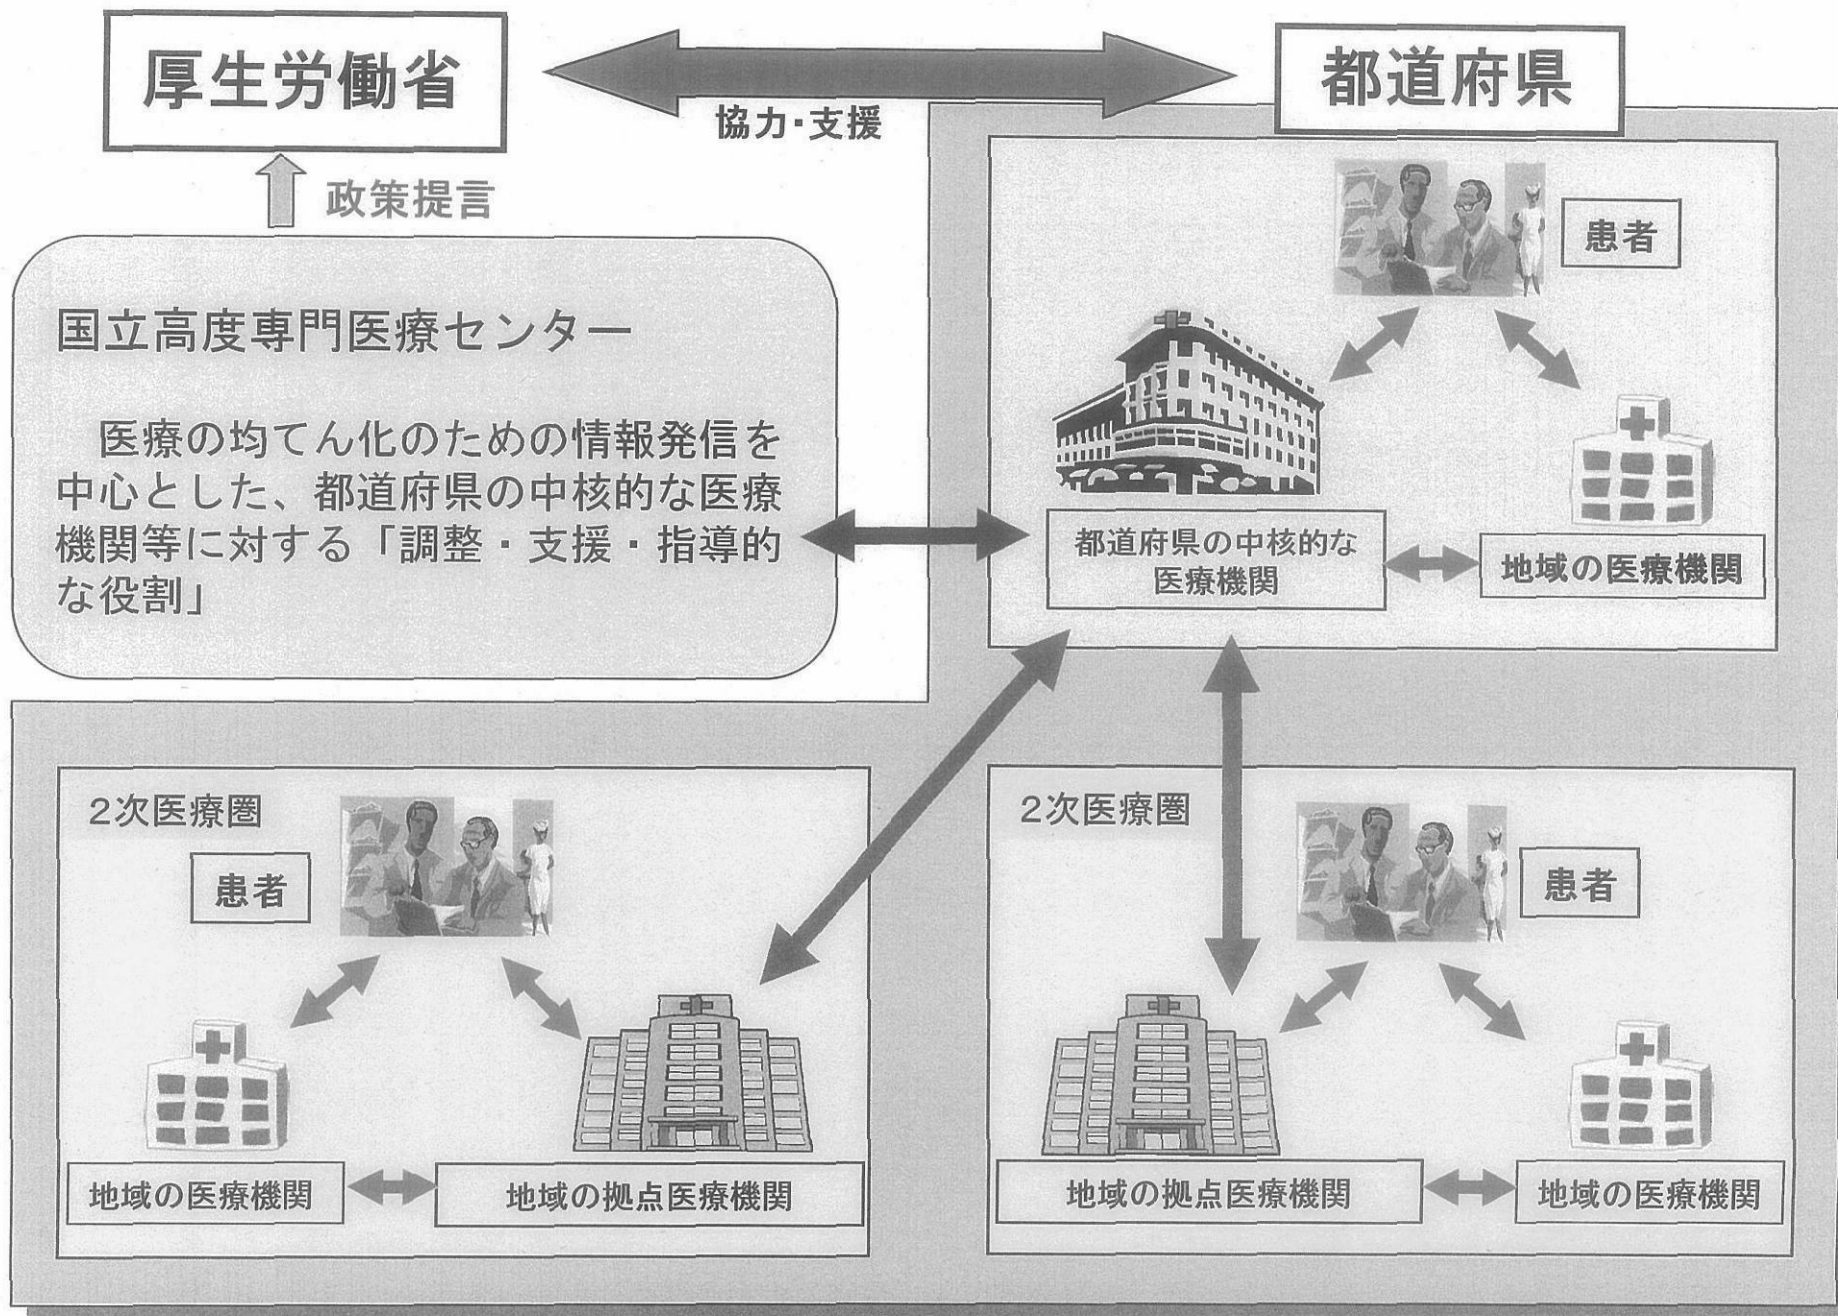 厚生労働省
都道府県
協力・支援
政策提言
国立高度専門医療センター
医療の均てん化のための情報発信を
中心とした、都道府県の中核的な医療
機関等に対する「調整・支援・指導的
な役割」
患者
都道府県の中核的な
医療機関
地域の医療機関
2次医療圏
患者
地域の医療機関
地域の拠点医療機関
2次医療圏
患者
地域の拠点医療機関
地域の医療機関